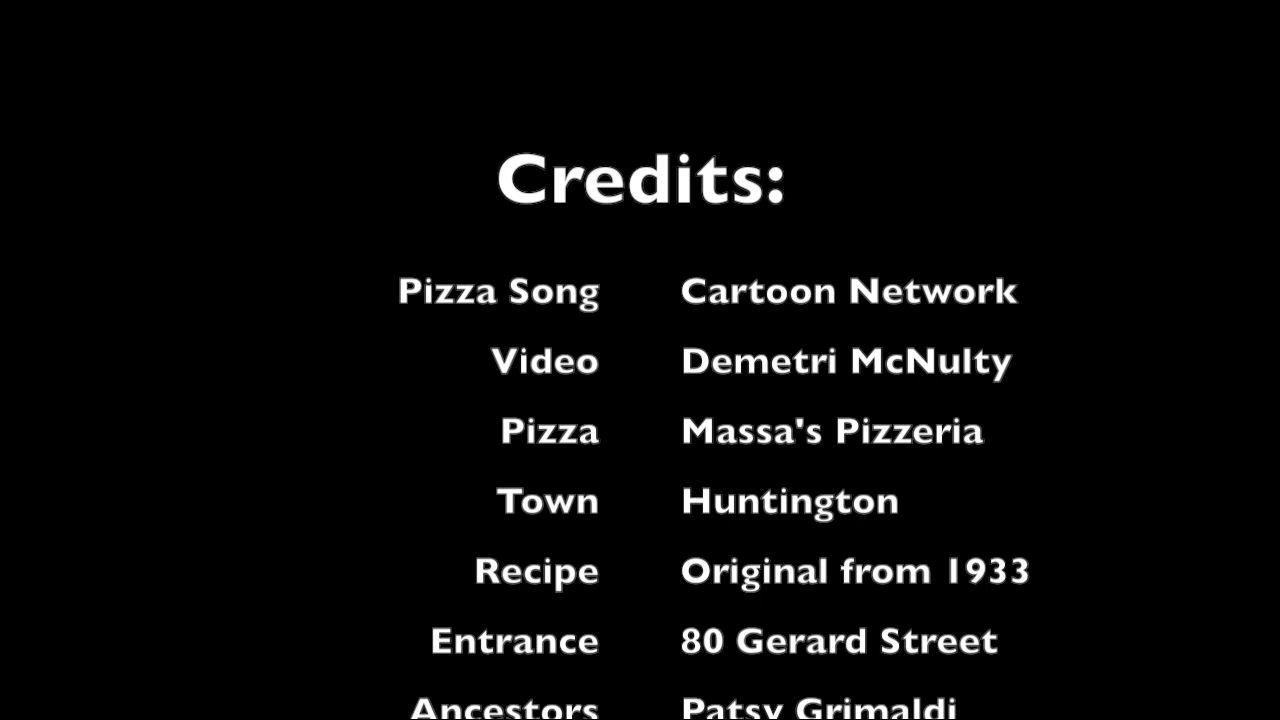 Credits:
Pizza Song Cartoon Network
Video Demetri McNulty
Pizza Massa's Pizzeria
Town Huntington
Recipe Original from 1933
Entrance 80 Gerard Street
Ancestors Patsy Grimaldi